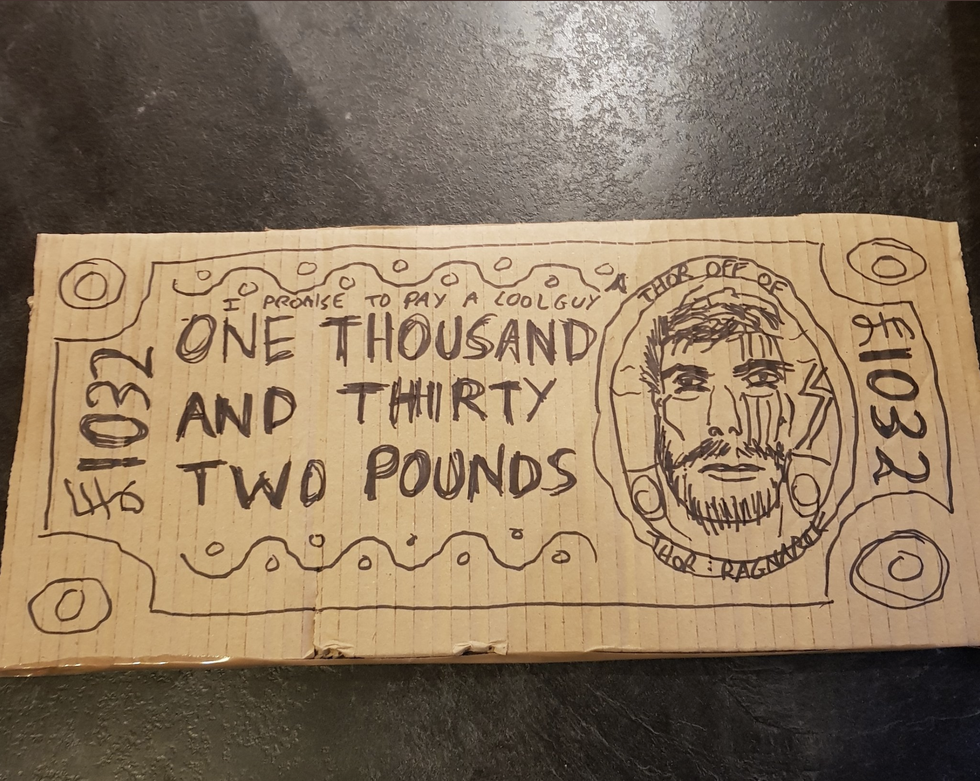 I PROMISE TO PAY A COOLGUY A
ONE THOUSAND
AND THIRTY
TWO POUNDS
£1032
THOR OFF OF
THOR: RAGNAROK
£1032